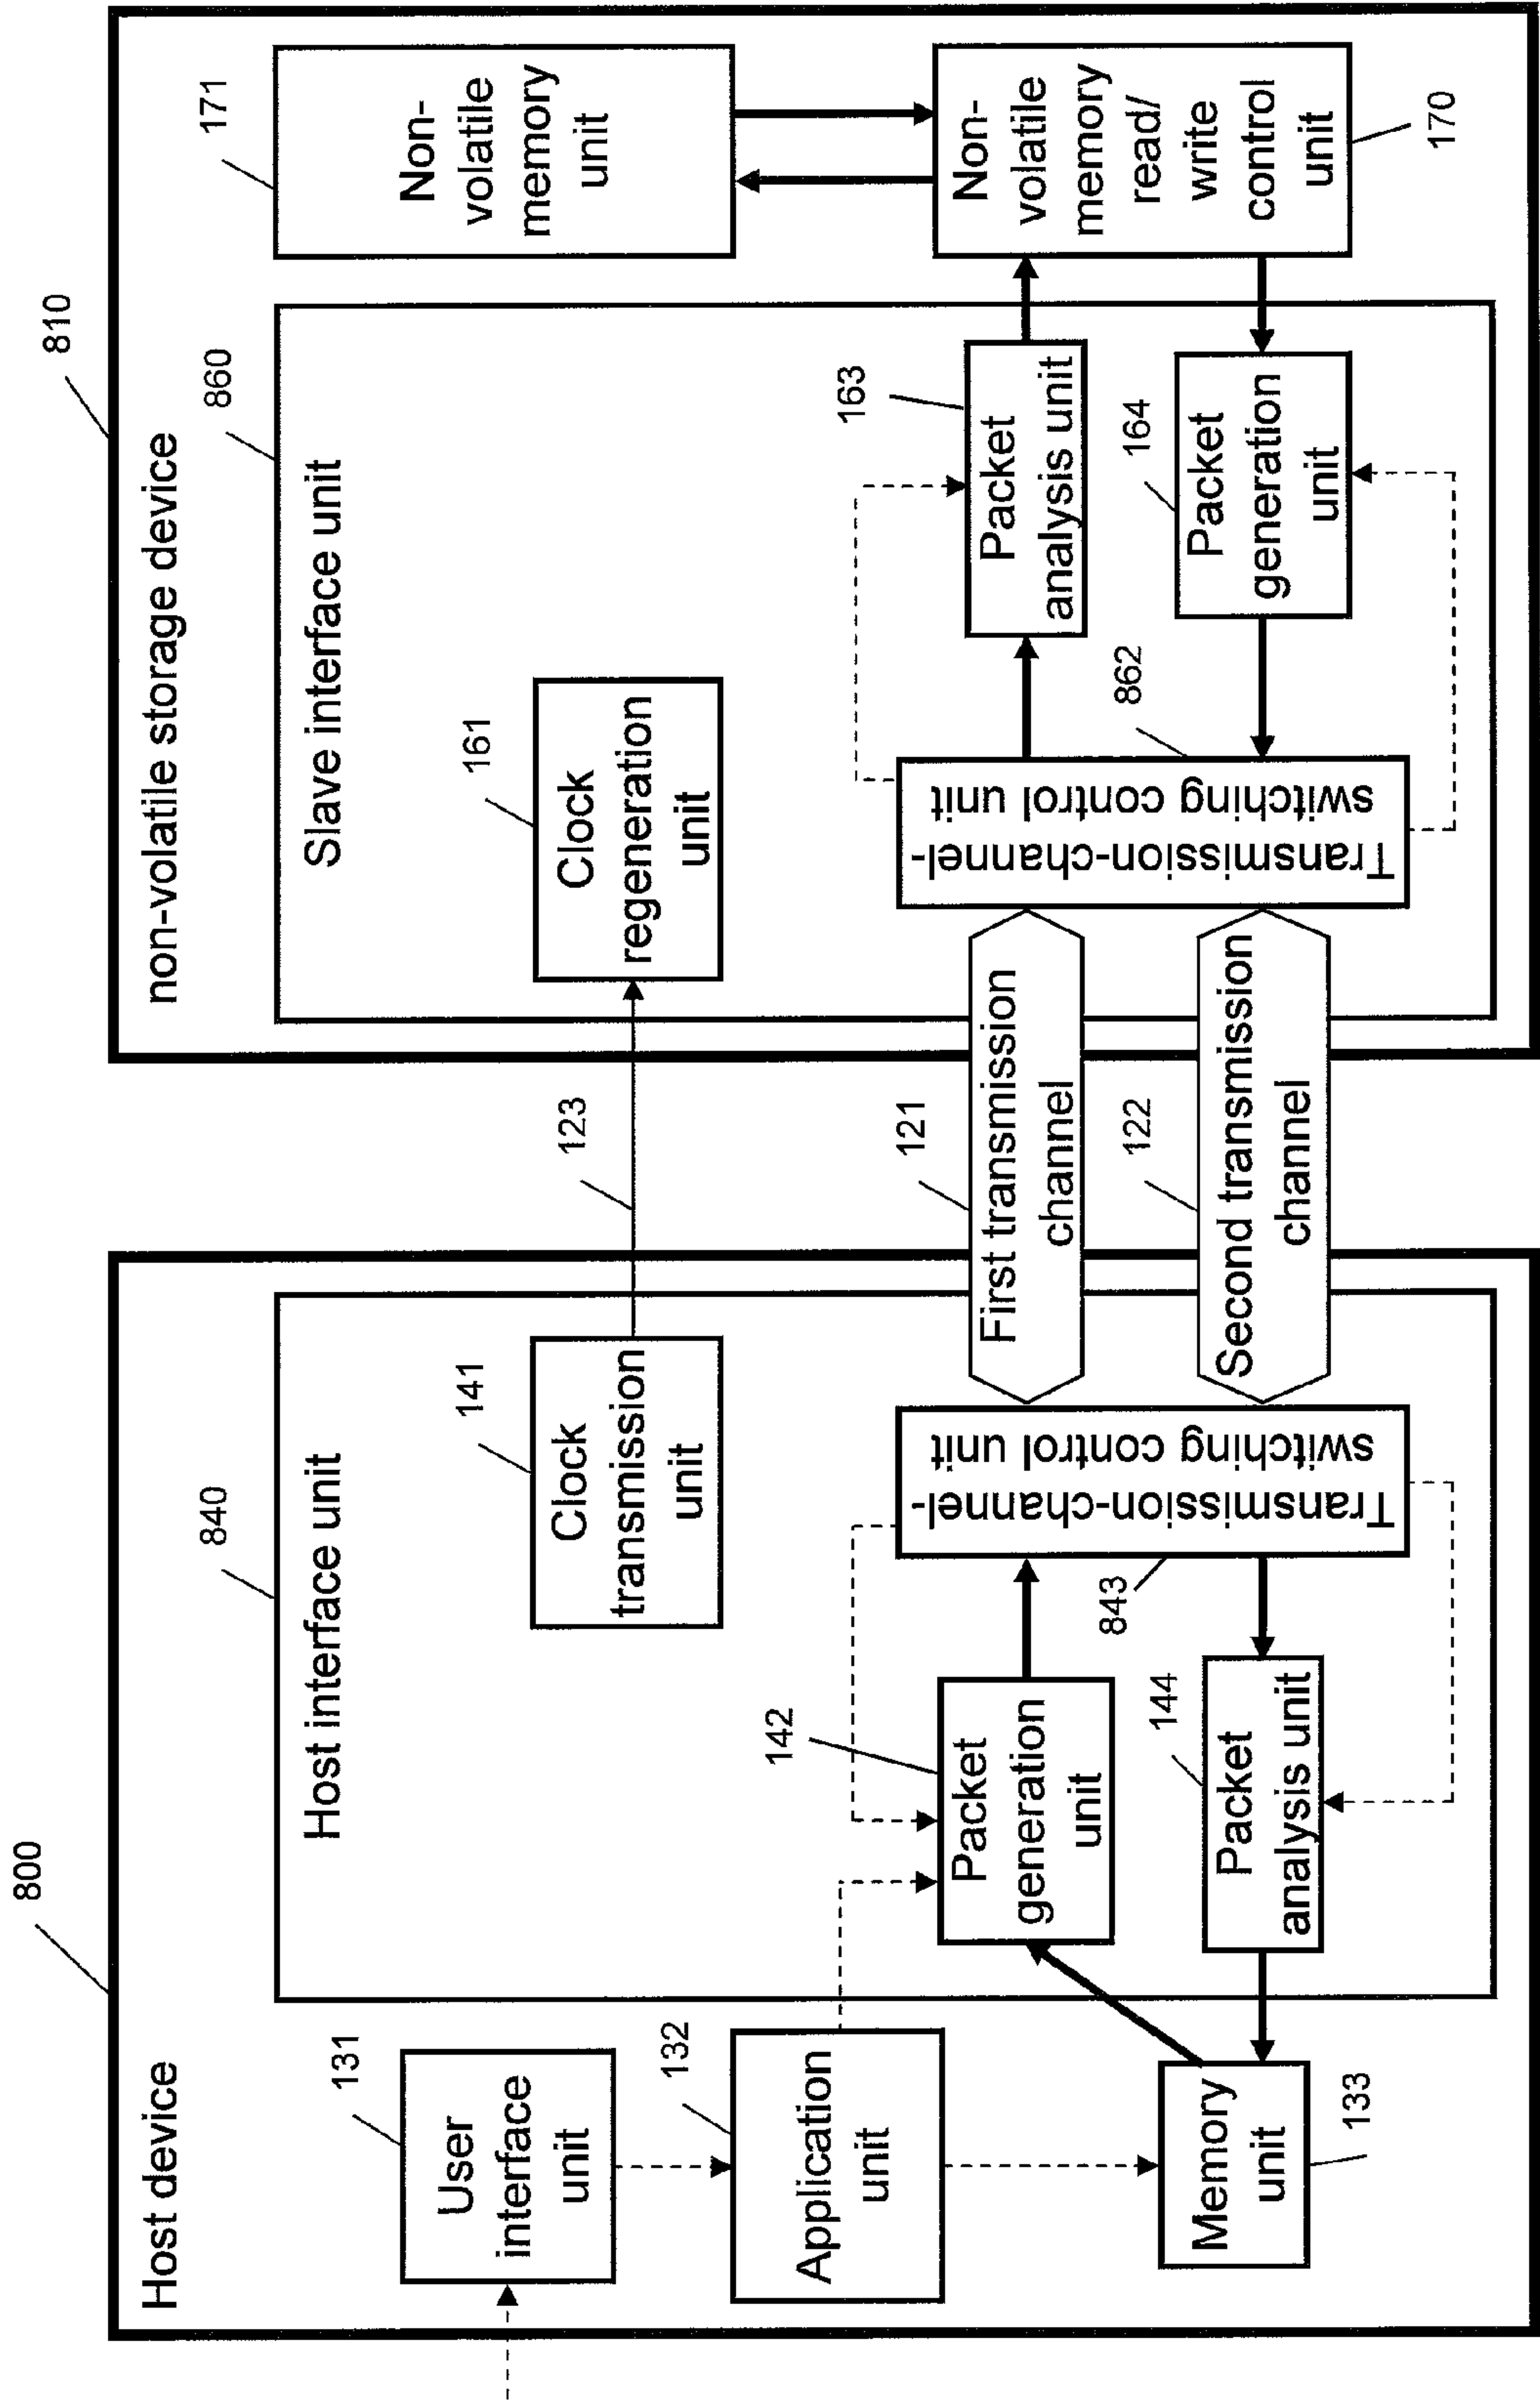 800
Host device
131
User
interface
unit
132
Application
unit
Memory
unit
133
840
Host interface unit
141
Clock
transmission
unit
142
Packet
generation
unit
144
Packet
analysis unit
843
Transmission-channel-
switching control unit
123
121
First transmission
channel
122
Second transmission
channel
810
non-volatile storage device
860
Slave interface unit
161
Clock
regeneration
unit
862
Transmission-channel-
switching control unit
163
Packet
analysis unit
164
Packet
generation
unit
171
Non-
volatile
memory
unit
Non-
volatile
memory
read/
write
control
unit
170